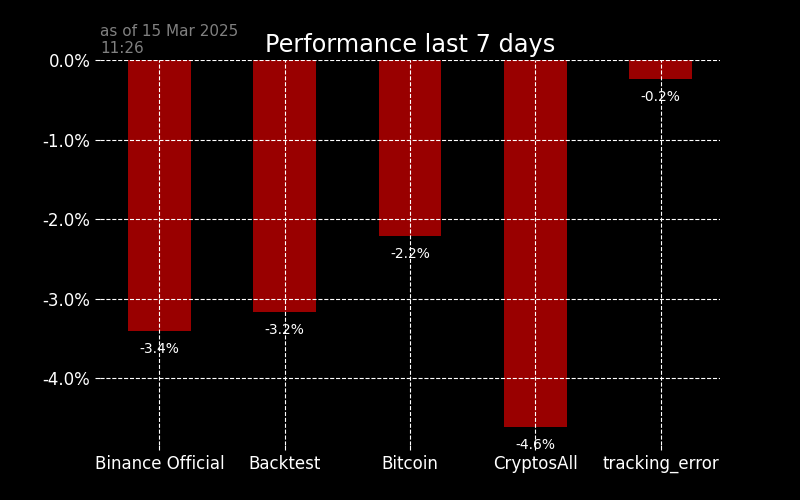 as of 15 Mar 2025
11:26
Performance last 7 days
0.0%
-1.0%
-2.0%
-3.0%
-4.0%
-3.4%
-3.2%
-2.2%
-4.6%
-0.2%
Binance Official
Backtest
Bitcoin
CryptosAll
tracking_error